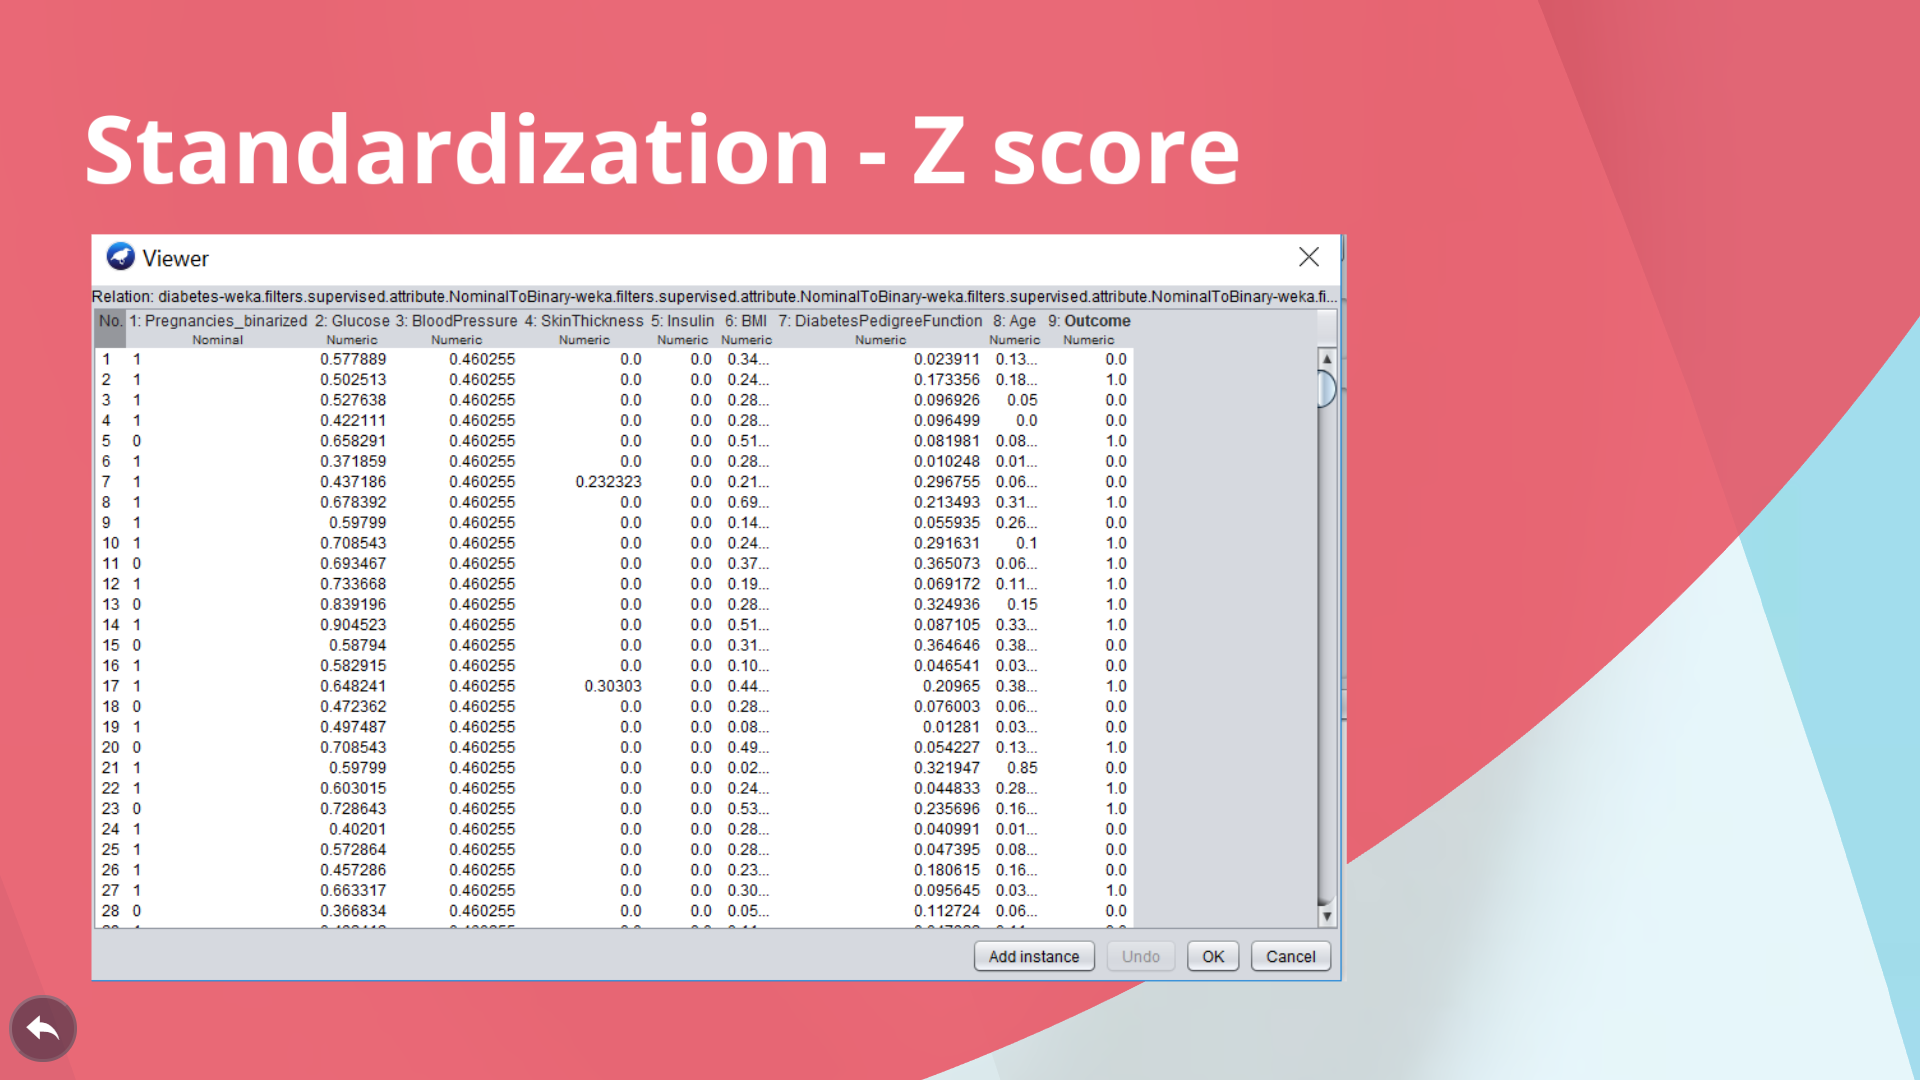 Standardization - Z score
Viewer
Relation: diabetes-weka.filters.supervised.attribute.NominalToBinary-weka.filters.supervised.attribute.NominalToBinary-weka.filters.supervised.attribute.NominalToBinary-weka.fi...
No. 1: Pregnancies_binarized 2: Glucose 3: BloodPressure 4: SkinThickness 5: Insulin 6: BMI 7: DiabetesPedigreeFunction 8: Age 9: Outcome
Nominal Numeric Numeric Numeric Numeric Numeric Numeric Numeric Numeric
1 1 0.577889 0.460255 0.0 0.0 0.34... 0.023911 0.13... 0.0
2 1 0.502513 0.460255 0.0 0.0 0.24... 0.173356 0.18... 1.0
3 1 0.527638 0.460255 0.0 0.0 0.28... 0.096926 0.05 0.0
4 1 0.422111 0.460255 0.0 0.0 0.28... 0.096499 0.0 0.0
5 0 0.658291 0.460255 0.0 0.0 0.51... 0.081981 0.08... 1.0
6 1 0.371859 0.460255 0.0 0.0 0.28... 0.010248 0.01... 0.0
7 1 0.437186 0.460255 0.232323 0.0 0.21... 0.296755 0.06... 0.0
8 1 0.678392 0.460255 0.0 0.0 0.69... 0.213493 0.31... 1.0
9 1 0.59799 0.460255 0.0 0.0 0.14... 0.055935 0.26... 0.0
10 1 0.708543 0.460255 0.0 0.0 0.24... 0.291631 0.1 1.0
11 0 0.693467 0.460255 0.0 0.0 0.37... 0.365073 0.06... 1.0
12 1 0.733668 0.460255 0.0 0.0 0.19... 0.069172 0.11... 1.0
13 0 0.839196 0.460255 0.0 0.0 0.28... 0.324936 0.15 1.0
14 1 0.904523 0.460255 0.0 0.0 0.51... 0.087105 0.33... 1.0
15 0 0.58794 0.460255 0.0 0.0 0.31... 0.364646 0.38... 0.0
16 1 0.582915 0.460255 0.0 0.0 0.10... 0.046541 0.03... 0.0
17 1 0.648241 0.460255 0.30303 0.0 0.44... 0.20965 0.38... 1.0
18 0 0.472362 0.460255 0.0 0.0 0.28... 0.076003 0.06... 0.0
19 1 0.497487 0.460255 0.0 0.0 0.08... 0.01281 0.03... 0.0
20 0 0.708543 0.460255 0.0 0.0 0.49... 0.054227 0.13... 1.0
21 1 0.59799 0.460255 0.0 0.0 0.02... 0.321947 0.85 0.0
22 1 0.603015 0.460255 0.0 0.0 0.24... 0.044833 0.28... 1.0
23 0 0.728643 0.460255 0.0 0.0 0.53... 0.235696 0.16... 1.0
24 1 0.40201 0.460255 0.0 0.0 0.28... 0.040991 0.01... 0.0
25 1 0.572864 0.460255 0.0 0.0 0.28... 0.047395 0.08... 0.0
26 1 0.457286 0.460255 0.0 0.0 0.23... 0.180615 0.16... 0.0
27 1 0.663317 0.460255 0.0 0.0 0.30... 0.095645 0.03... 1.0
28 0 0.366834 0.460255 0.0 0.0 0.05... 0.112724 0.06... 0.0
Add instance Undo OK Cancel